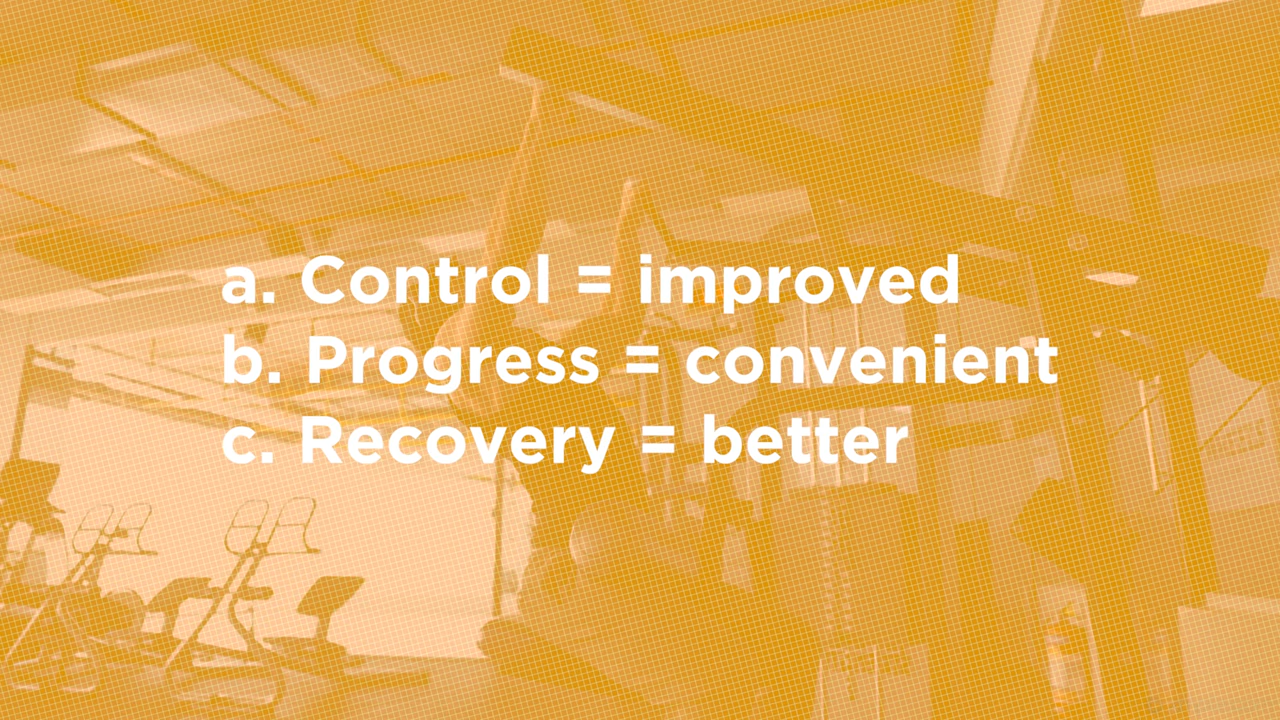 a. Control = improved
b. Progress = convenient
c. Recovery = better